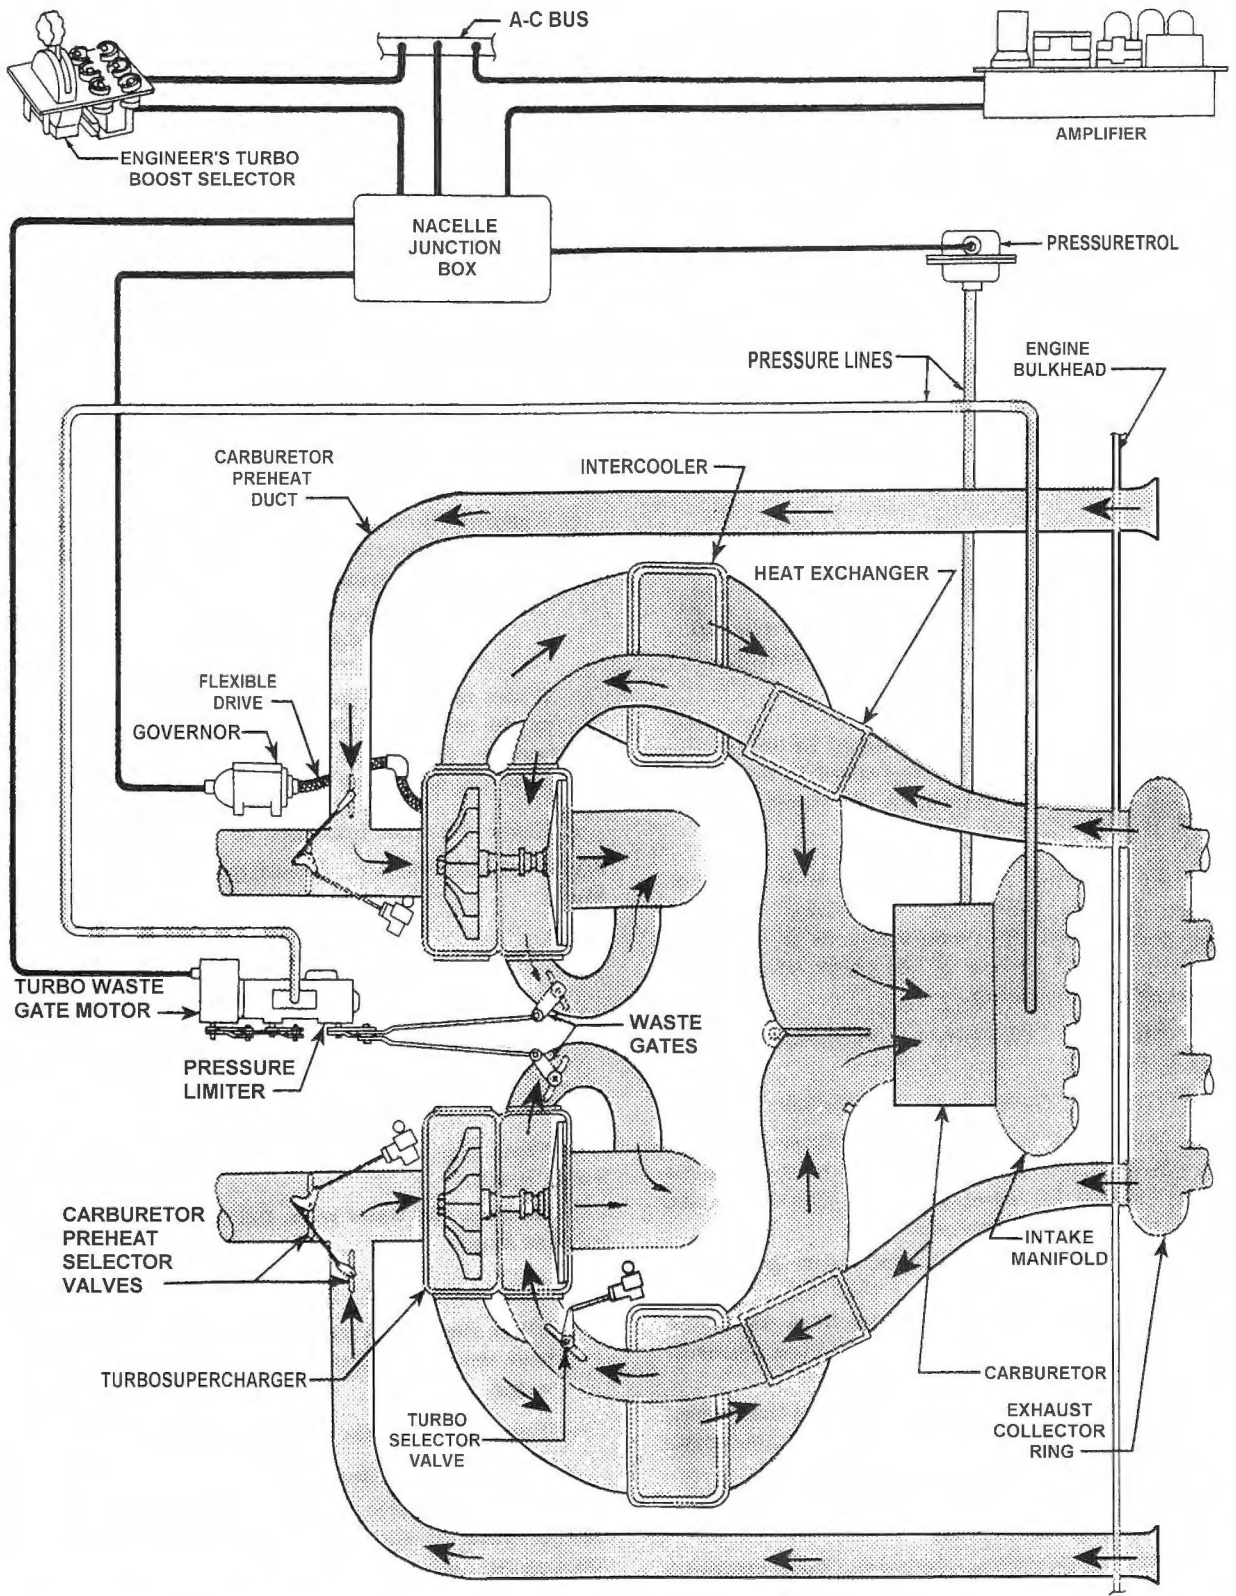 A-C BUS
AMPLIFIER
ENGINEER'S TURBO
BOOST SELECTOR
NACELLE
JUNCTION
BOX
PRESSURETROL
PRESSURE LINES
ENGINE
BULKHEAD
CARBURETOR
PREHEAT
DUCT
INTERCOOLER
HEAT EXCHANGER
FLEXIBLE
DRIVE
GOVERNOR
TURBO WASTE
GATE MOTOR
WASTE
GATES
PRESSURE
LIMITER
CARBURETOR
PREHEAT
SELECTOR
VALVES
INTAKE
MANIFOLD
TURBOSUPERCHARGER
CARBURETOR
TURBO
SELECTOR
VALVE
EXHAUST
COLLECTOR
RING